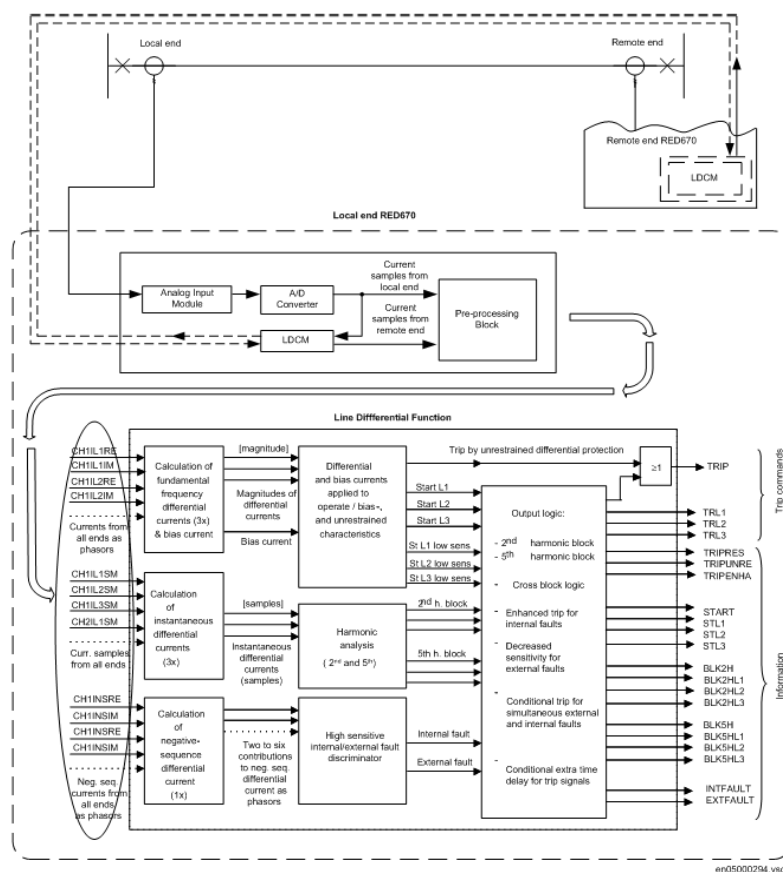 Local end
Remote end
Remote end RED670
LDCM
Local end RED670
Analog Input
Module
A/D
Converter
Current
samples from
local end
Current
samples from
remote end
LDCM
Pre-processing
Block
Line Diffferential Function
CH1IL1RE
CH1IL1IM
CH1IL2RE
CH1IL2IM
Currents from
all ends as
phasors
Calculation of
fundamental
frequency
differential
currents (3x)
& bias current
[magnitude]
Magnitudes of
differential
currents
Bias current
Differential
and bias currents
applied to
operate / bias-,
and unrestrained
characteristics
Trip by unrestrained differential protection
Start L1
Start L2
Start L3
St L1 low sens
St L2 low sens
St L3 low sens
≥1
TRIP
Trip commands
TRL1
TRL2
TRL3
Output logic:
- 2nd harmonic block
- 5th harmonic block
- Cross block logic
- Enhanced trip for
internal faults
- Decreased
sensitivity for
external faults
- Conditional trip for
simultaneous external
and internal faults
- Conditional extra time
delay for trip signals
TRIPRES
TRIPUNRE
TRIPENHA
START
STL1
STL2
STL3
BLK2H
BLK2HL1
BLK2HL2
BLK2HL3
BLK5H
BLK5HL1
BLK5HL2
BLK5HL3
INTFAULT
EXTFAULT
Information
CH1IL1SM
CH1IL2SM
CH1IL3SM
CH2IL1SM
Curr. samples
from all ends
Calculation
of
instantaneous
differential
currents
(3x)
[samples]
Instantaneous
differential
currents
(samples)
Harmonic
analysis
( 2nd and 5th)
2nd h. block
5th h. block
CH1INSRE
CH1INSIM
CH1INSRE
CH1INSIM
Neg. seq.
currents from
all ends
as phasors
Calculation
of
negative-
sequence
differential
current
(1x)
Two to six
contributions
to neg. seq.
differential
current as
phasors
High sensitive
internal/external fault
discriminator
Internal fault
External fault
en05000294.vsd